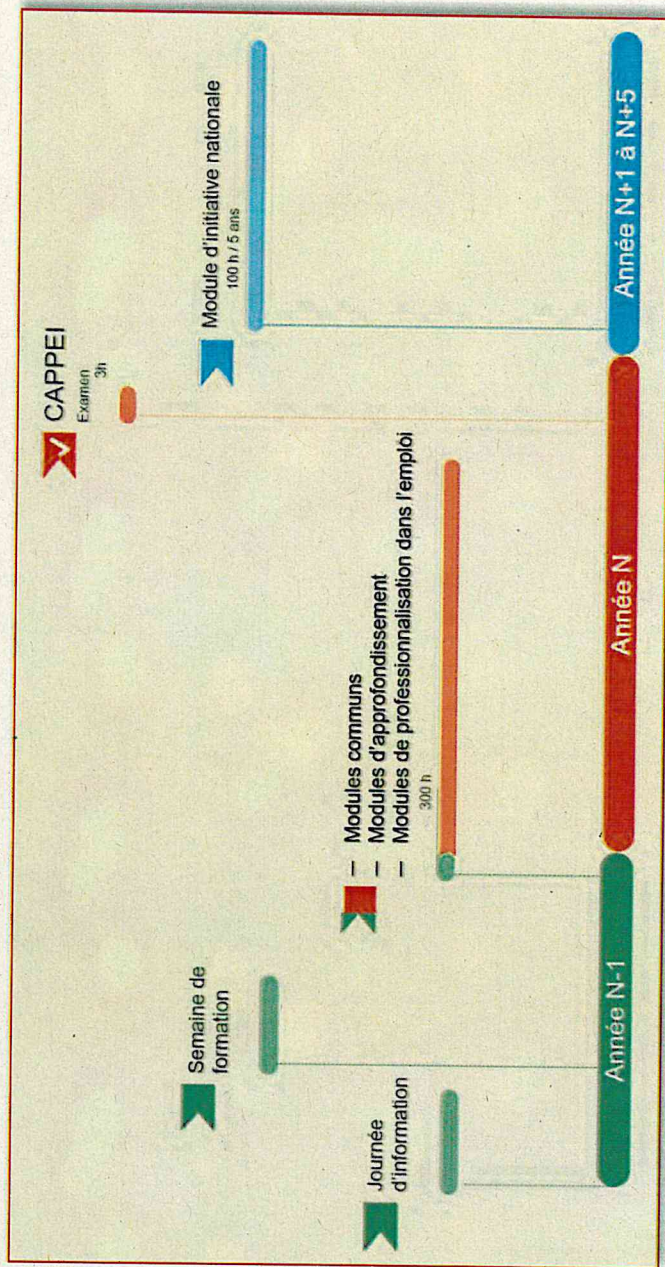 Journée
d'information
Semaine de
formation
– Modules communs
– Modules d'approfondissement
– Modules de professionnalisation dans l'emploi
300 h
CAPPEI
Examen
3h
Module d'initiative nationale
100 h / 5 ans
Année N-1
Année N
Année N+1 à N+5